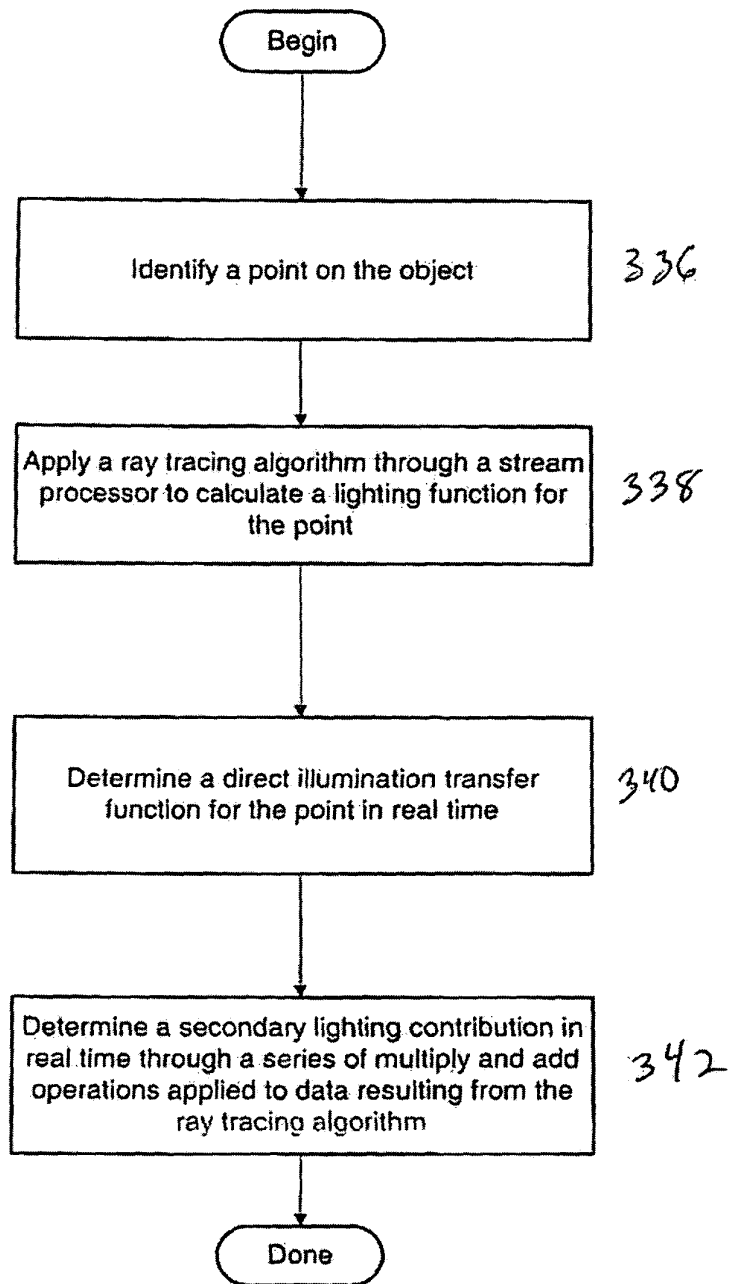 Begin
Identify a point on the object
336
Apply a ray tracing algorithm through a stream
processor to calculate a lighting function for
the point
338
Determine a direct illumination transfer
function for the point in real time
340
Determine a secondary lighting contribution in
real time through a series of multiply and add
operations applied to data resulting from the
ray tracing algorithm
342
Done